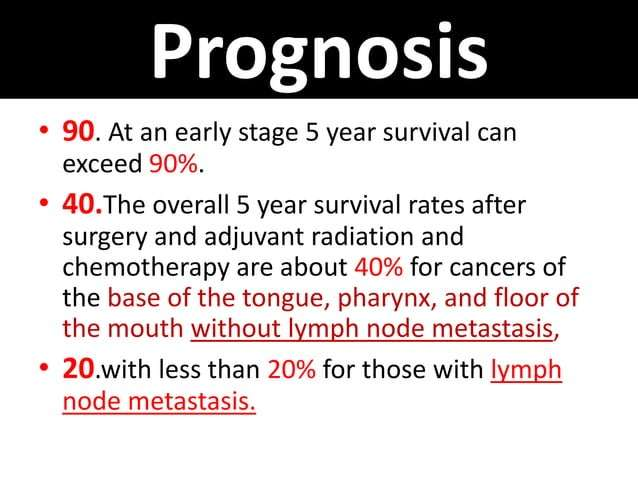 Prognosis
• 90. At an early stage 5 year survival can
exceed 90%.
• 40.The overall 5 year survival rates after
surgery and adjuvant radiation and
chemotherapy are about 40% for cancers of
the base of the tongue, pharynx, and floor of
the mouth without lymph node metastasis,
• 20.with less than 20% for those with lymph
node metastasis.